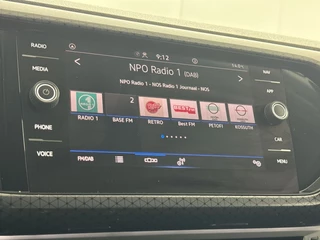 RADIO
9:12
MEDIA
NPO Radio 1 (DAB)
NPO Radio 1 - NOS Radio 1 Journaal - NOS
APP
2
RADIO 1 BASE FM RETRO Best FM PETŐFI KOSSUTH
PHONE
CAR
VOICE
FM/DAB
MENU